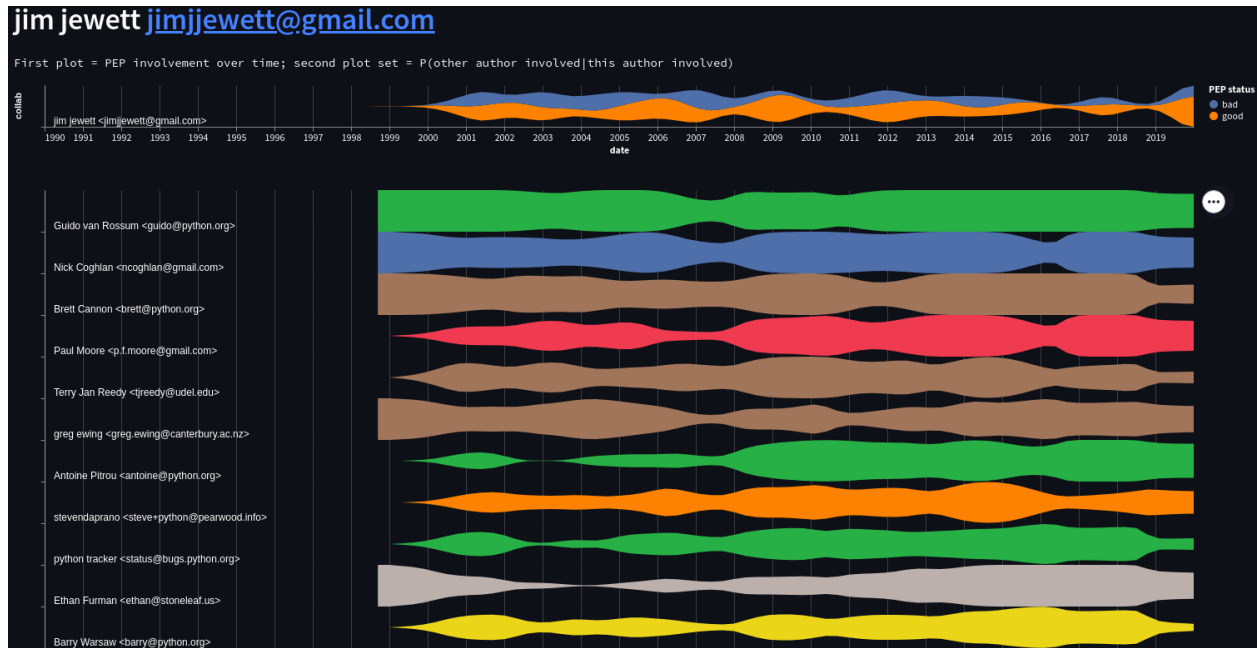 jim jewett jimjjewett@gmail.com
First plot = PEP involvement over time; second plot set = P(other author involved|this author involved)
collab
jim jewett <jimjjewett@gmail.com>
1990 1991 1992 1993 1994 1995 1996 1997 1998 1999 2000 2001 2002 2003 2004 2005 2006 2007 2008 2009 2010 2011 2012 2013 2014 2015 2016 2017 2018 2019
date
PEP status
bad
good
Guido van Rossum <guido@python.org>
Nick Coghlan <ncoghlan@gmail.com>
Brett Cannon <brett@python.org>
Paul Moore <p.f.moore@gmail.com>
Terry Jan Reedy <tjreedy@udel.edu>
greg ewing <greg.ewing@canterbury.ac.nz>
Antoine Pitrou <antoine@python.org>
stevendaprano <steve+python@pearwood.info>
python tracker <status@bugs.python.org>
Ethan Furman <ethan@stoneleaf.us>
Barry Warsaw <barry@python.org>